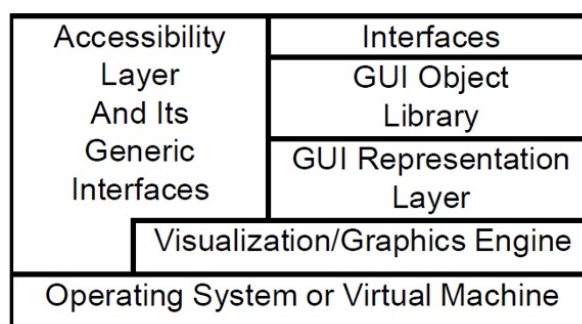 Accessibility
Layer
And Its
Generic
Interfaces
Interfaces
GUI Object
Library
GUI Representation
Layer
Visualization/Graphics Engine
Operating System or Virtual Machine